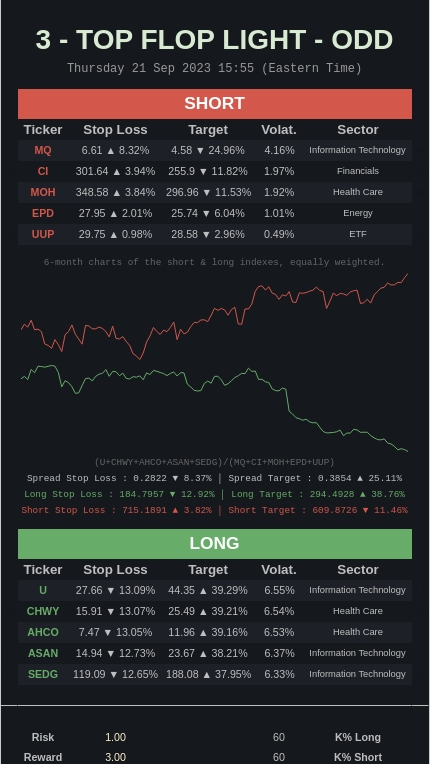 3 - TOP FLOP LIGHT - ODD
Thursday 21 Sep 2023 15:55 (Eastern Time)
SHORT
Ticker Stop Loss Target Volat. Sector
MQ 6.61 ▲ 8.32% 4.58 ▼ 24.96% 4.16% Information Technology
CI 301.64 ▲ 3.94% 255.9 ▼ 11.82% 1.97% Financials
MOH 348.58 ▲ 3.84% 296.96 ▼ 11.53% 1.92% Health Care
EPD 27.95 ▲ 2.01% 25.74 ▼ 6.04% 1.01% Energy
UUP 29.75 ▲ 0.98% 28.58 ▼ 2.96% 0.49% ETF
6-month charts of the short & long indexes, equally weighted.
(U+CHWY+AHCO+ASAN+SEDG)/(MQ+CI+MOH+EPD+UUP)
Spread Stop Loss : 0.2822 ▼ 8.37% | Spread Target : 0.3854 ▲ 25.11%
Long Stop Loss : 184.7957 ▼ 12.92% | Long Target : 294.4928 ▲ 38.76%
Short Stop Loss : 715.1891 ▲ 3.82% | Short Target : 609.8726 ▼ 11.46%
LONG
Ticker Stop Loss Target Volat. Sector
U 27.66 ▼ 13.09% 44.35 ▲ 39.29% 6.55% Information Technology
CHWY 15.91 ▼ 13.07% 25.49 ▲ 39.21% 6.54% Health Care
AHCO 7.47 ▼ 13.05% 11.96 ▲ 39.16% 6.53% Health Care
ASAN 14.94 ▼ 12.73% 23.67 ▲ 38.21% 6.37% Information Technology
SEDG 119.09 ▼ 12.65% 188.08 ▲ 37.95% 6.33% Information Technology
Risk 1.00 60 K% Long
Reward 3.00 60 K% Short